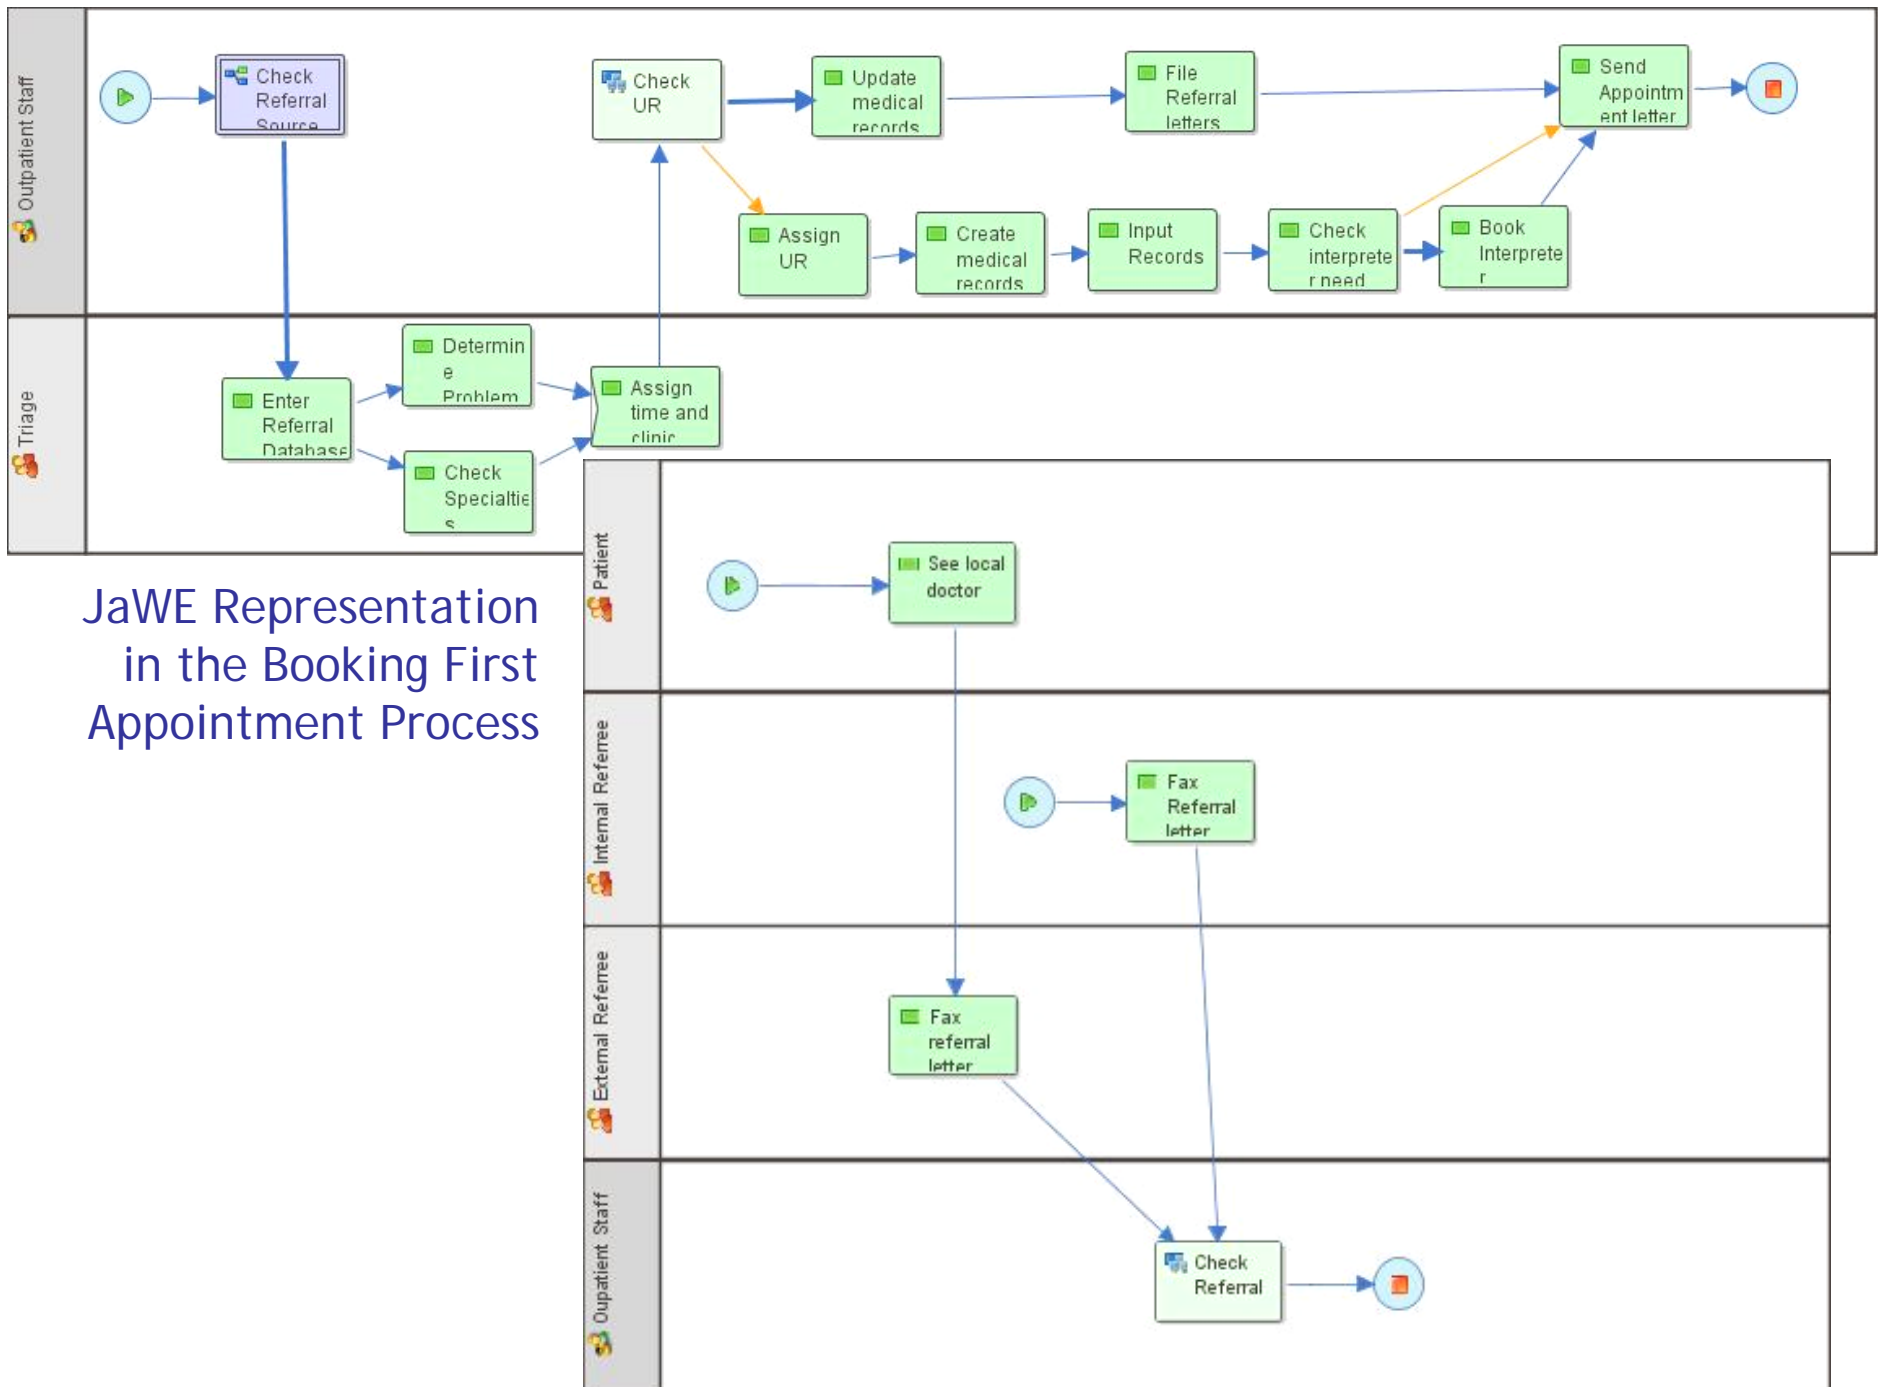 Outpatient Staff
Check
Referral
Source
Check
UR
Update
medical
records
File
Referral
letters
Send
Appointm
ent letter
Assign
UR
Create
medical
records
Input
Records
Check
interprete
r need
Book
Interprete
r
Triage
Enter
Referral
Database
Determin
e
Problem
Check
Specialtie
s
Assign
time and
clinic
JaWE Representation
in the Booking First
Appointment Process
Patient
See local
doctor
Internal Referree
Fax
Referral
letter
External Referree
Fax
referral
letter
Oupatient Staff
Check
Referral